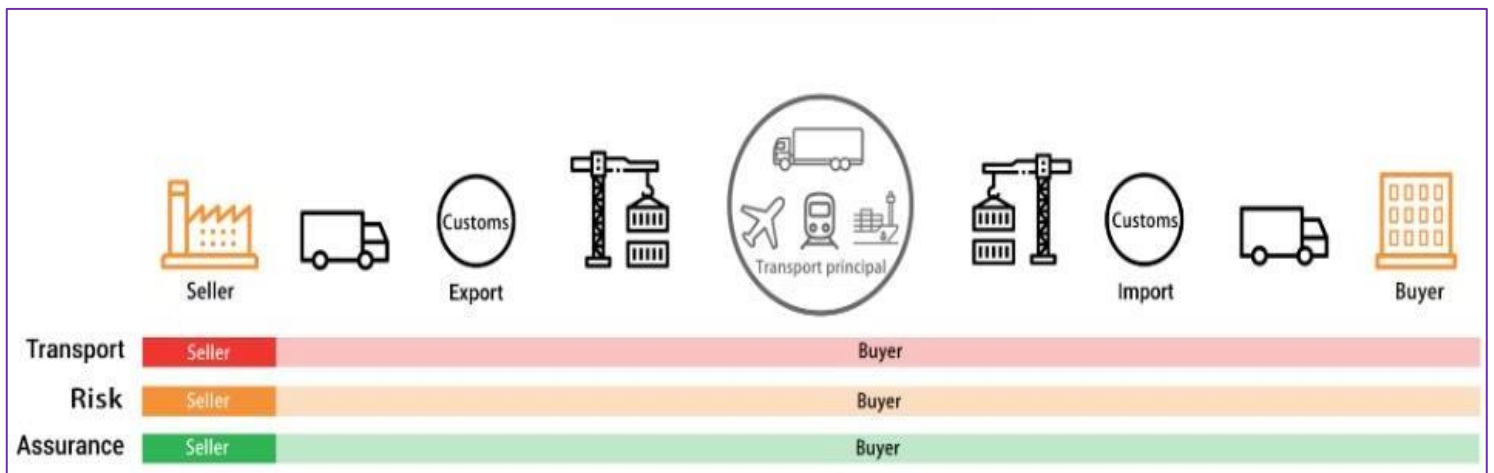 Customs
Customs
Transport principal
Seller
Export
Import
Buyer
Transport
Seller
Buyer
Risk
Seller
Buyer
Assurance
Seller
Buyer